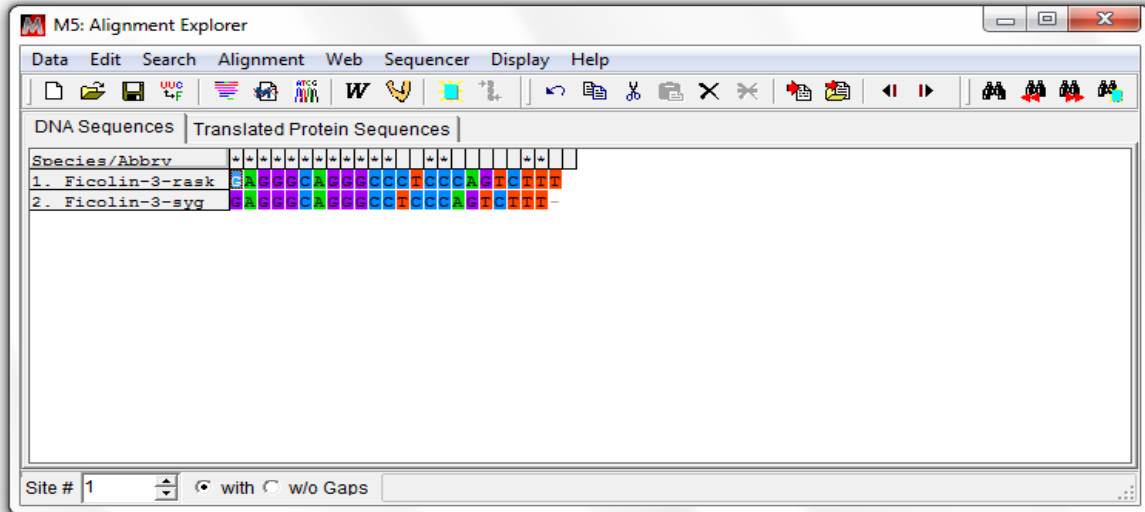 M5: Alignment Explorer
Data Edit Search Alignment Web Sequencer Display Help
DNA Sequences Translated Protein Sequences
Species/Abbrv ************ ** **
1. Ficolin-3-rask GAGGGCAGGGCCCTCCCAGTCTTT
2. Ficolin-3-syg GAGGGCAGGGCCTCCCAGTCTTT-
Site # 1 with w/o Gaps